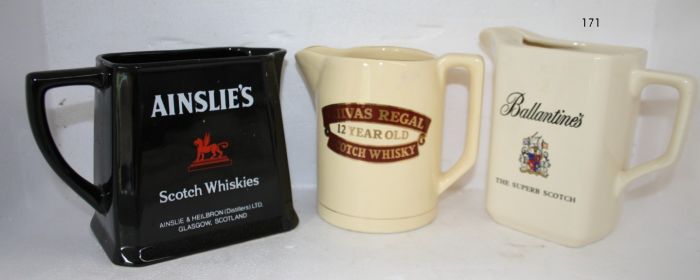 171
AINSLIE'S
Scotch Whiskies
AINSLIE & HEILBRON (Distillers) LTD.
GLASGOW, SCOTLAND
IVAS REGAL
12 YEAR OLD
OTCH WHISKY
Ballantine's
THE SUPERB SCOTCH